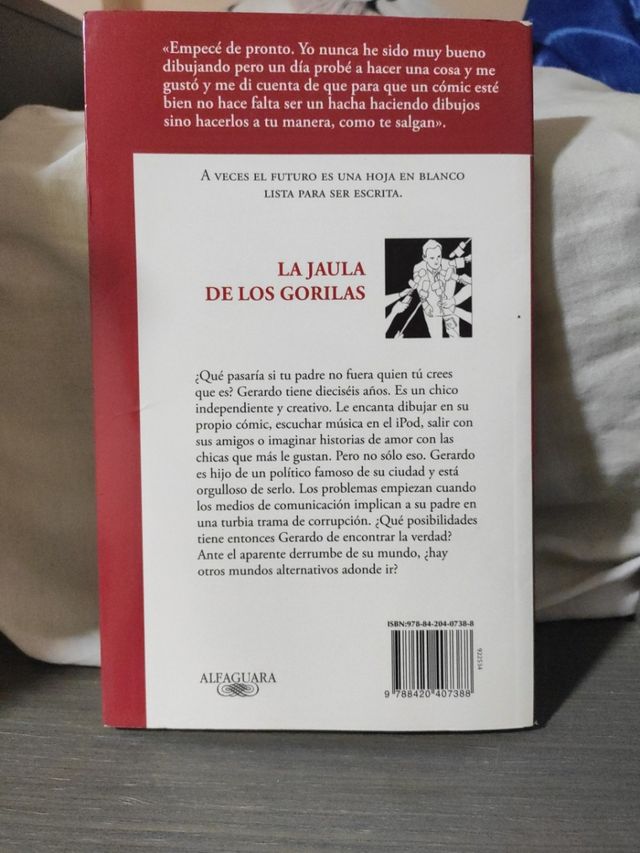 «Empecé de pronto. Yo nunca he sido muy bueno
dibujando pero un día probé a hacer una cosa y me
gustó y me di cuenta de que para que un cómic esté
bien no hace falta ser un hacha haciendo dibujos
sino hacerlos a tu manera, como te salgan».
A VECES EL FUTURO ES UNA HOJA EN BLANCO
LISTA PARA SER ESCRITA.
LA JAULA
DE LOS GORILAS
¿Qué pasaría si tu padre no fuera quien tú crees
que es? Gerardo tiene dieciséis años. Es un chico
independiente y creativo. Le encanta dibujar en su
propio cómic, escuchar música en el iPod, salir con
sus amigos o imaginar historias de amor con las
chicas que más le gustan. Pero no sólo eso. Gerardo
es hijo de un político famoso de su ciudad y está
orgulloso de serlo. Los problemas empiezan cuando
los medios de comunicación implican a su padre en
una turbia trama de corrupción. ¿Qué posibilidades
tiene entonces Gerardo de encontrar la verdad?
Ante el aparente derrumbe de su mundo, ¿hay
otros mundos alternativos adonde ir?
ISBN:978-84-204-0738-8
922534
9 788420 407388
ALFAGUARA